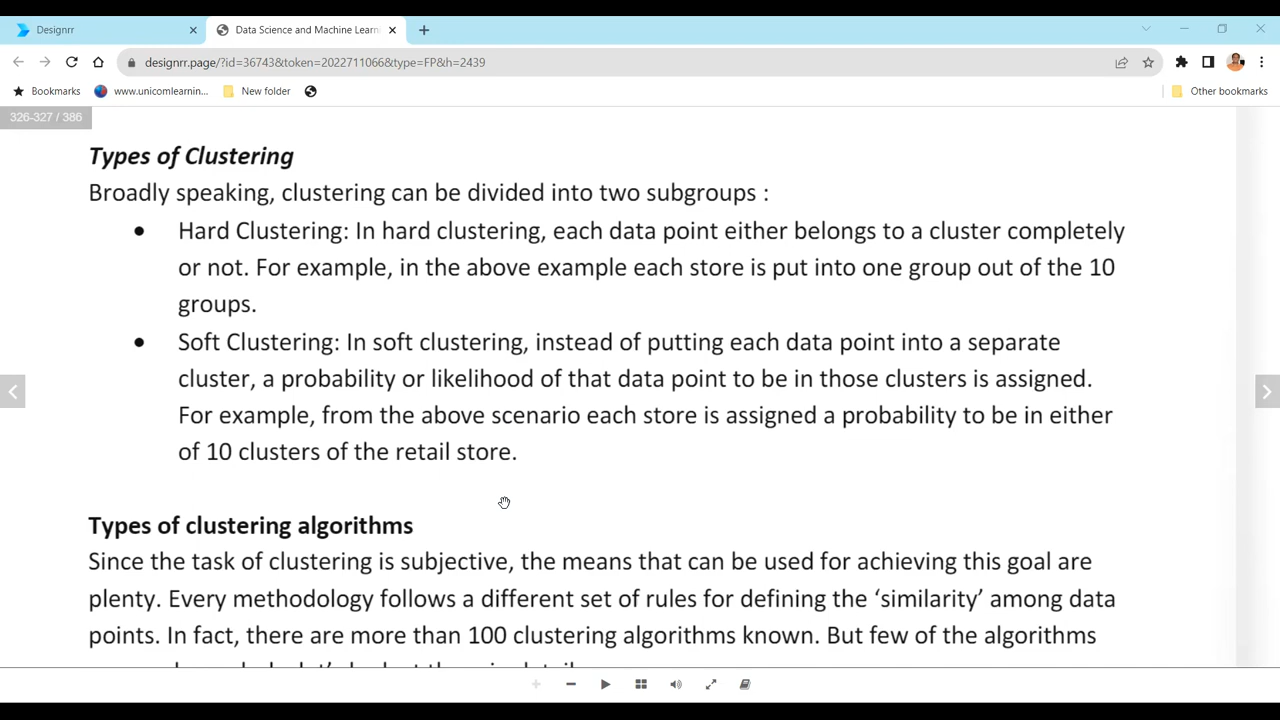 Designrr
Data Science and Machine Learn
designrr.page/?id=36743&token=2022711066&type=FP&h=2439
Bookmarks
www.unicomlearnin...
New folder
Other bookmarks
326-327 / 386
Types of Clustering
Broadly speaking, clustering can be divided into two subgroups :
• Hard Clustering: In hard clustering, each data point either belongs to a cluster completely
or not. For example, in the above example each store is put into one group out of the 10
groups.
• Soft Clustering: In soft clustering, instead of putting each data point into a separate
cluster, a probability or likelihood of that data point to be in those clusters is assigned.
For example, from the above scenario each store is assigned a probability to be in either
of 10 clusters of the retail store.
Types of clustering algorithms
Since the task of clustering is subjective, the means that can be used for achieving this goal are
plenty. Every methodology follows a different set of rules for defining the ‘similarity’ among data
points. In fact, there are more than 100 clustering algorithms known. But few of the algorithms